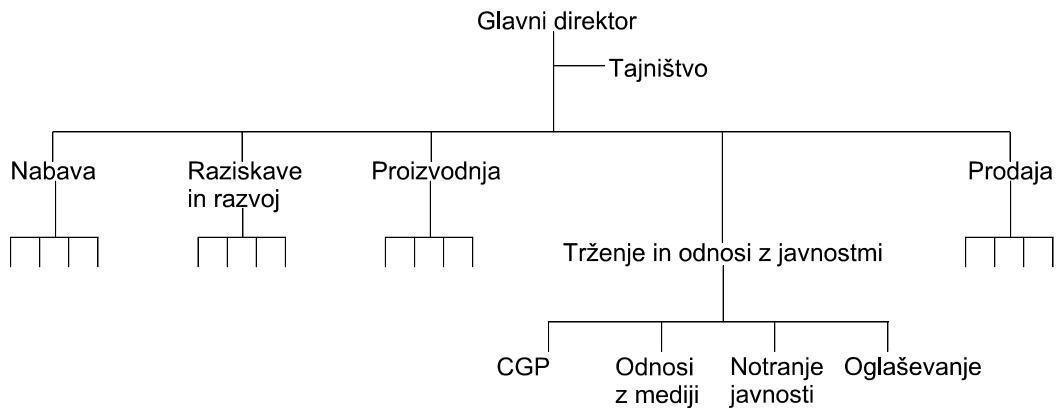 Glavni direktor
Tajništvo
Nabava
Raziskave
in razvoj
Proizvodnja
Prodaja
Trženje in odnosi z javnostmi
CGP
Odnosi
z mediji
Notranje
javnosti
Oglaševanje